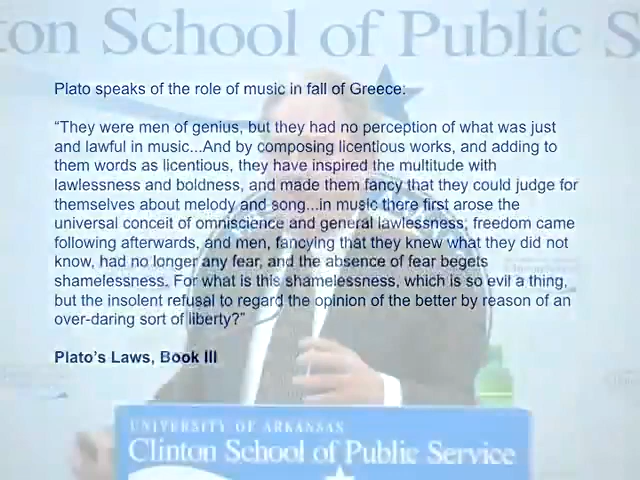 ton School of Public S
Plato speaks of the role of music in fall of Greece:
“They were men of genius, but they had no perception of what was just
and lawful in music...And by composing licentious works, and adding to
them words as licentious, they have inspired the multitude with
lawlessness and boldness, and made them fancy that they could judge for
themselves about melody and song...in music there first arose the
universal conceit of omniscience and general lawlessness; freedom came
following afterwards, and men, fancying that they knew what they did not
know, had no longer any fear, and the absence of fear begets
shamelessness. For what is this shamelessness, which is so evil a thing,
but the insolent refusal to regard the opinion of the better by reason of an
over-daring sort of liberty?”
Plato’s Laws, Book III
UNIVERSITY OF ARKANSAS
Clinton School of Public Service